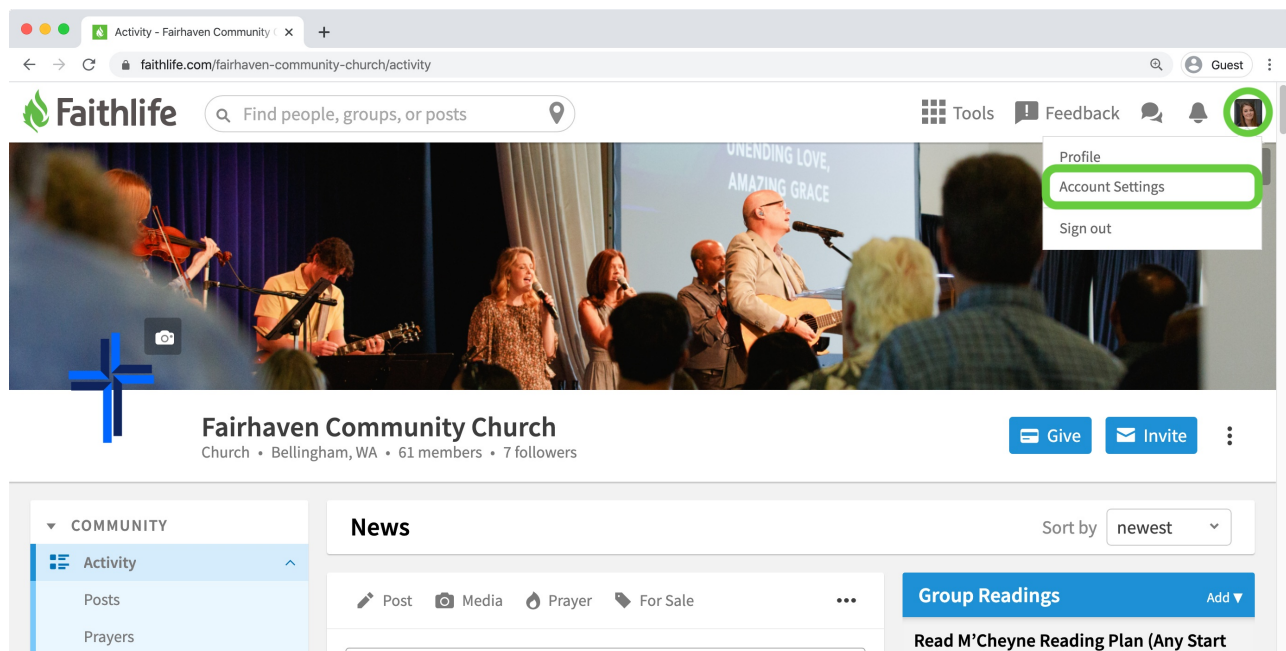 Activity - Fairhaven Community C
faithlife.com/fairhaven-community-church/activity
Guest
Faithlife
Find people, groups, or posts
Tools
Feedback
Profile
Account Settings
Sign out
UNENDING LOVE,
AMAZING GRACE
Fairhaven Community Church
Church • Bellingham, WA • 61 members • 7 followers
Give
Invite
COMMUNITY
Activity
Posts
Prayers
News
Sort by newest
Post Media Prayer For Sale
Group Readings Add
Read M’Cheyne Reading Plan (Any Start